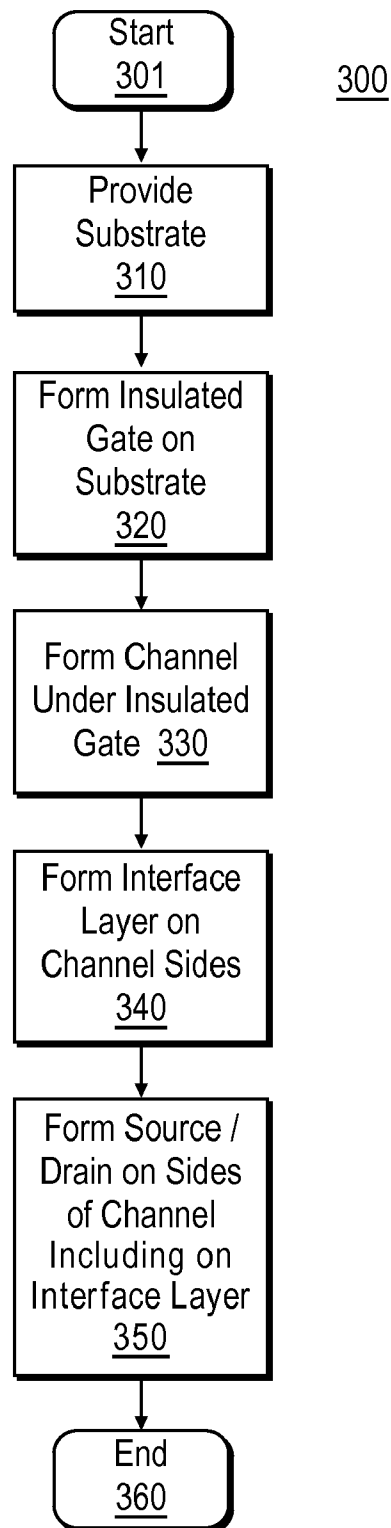 Start
301
300
Provide
Substrate
310
Form Insulated
Gate on
Substrate
320
Form Channel
Under Insulated
Gate 330
Form Interface
Layer on
Channel Sides
340
Form Source /
Drain on Sides
of Channel
Including on
Interface Layer
350
End
360